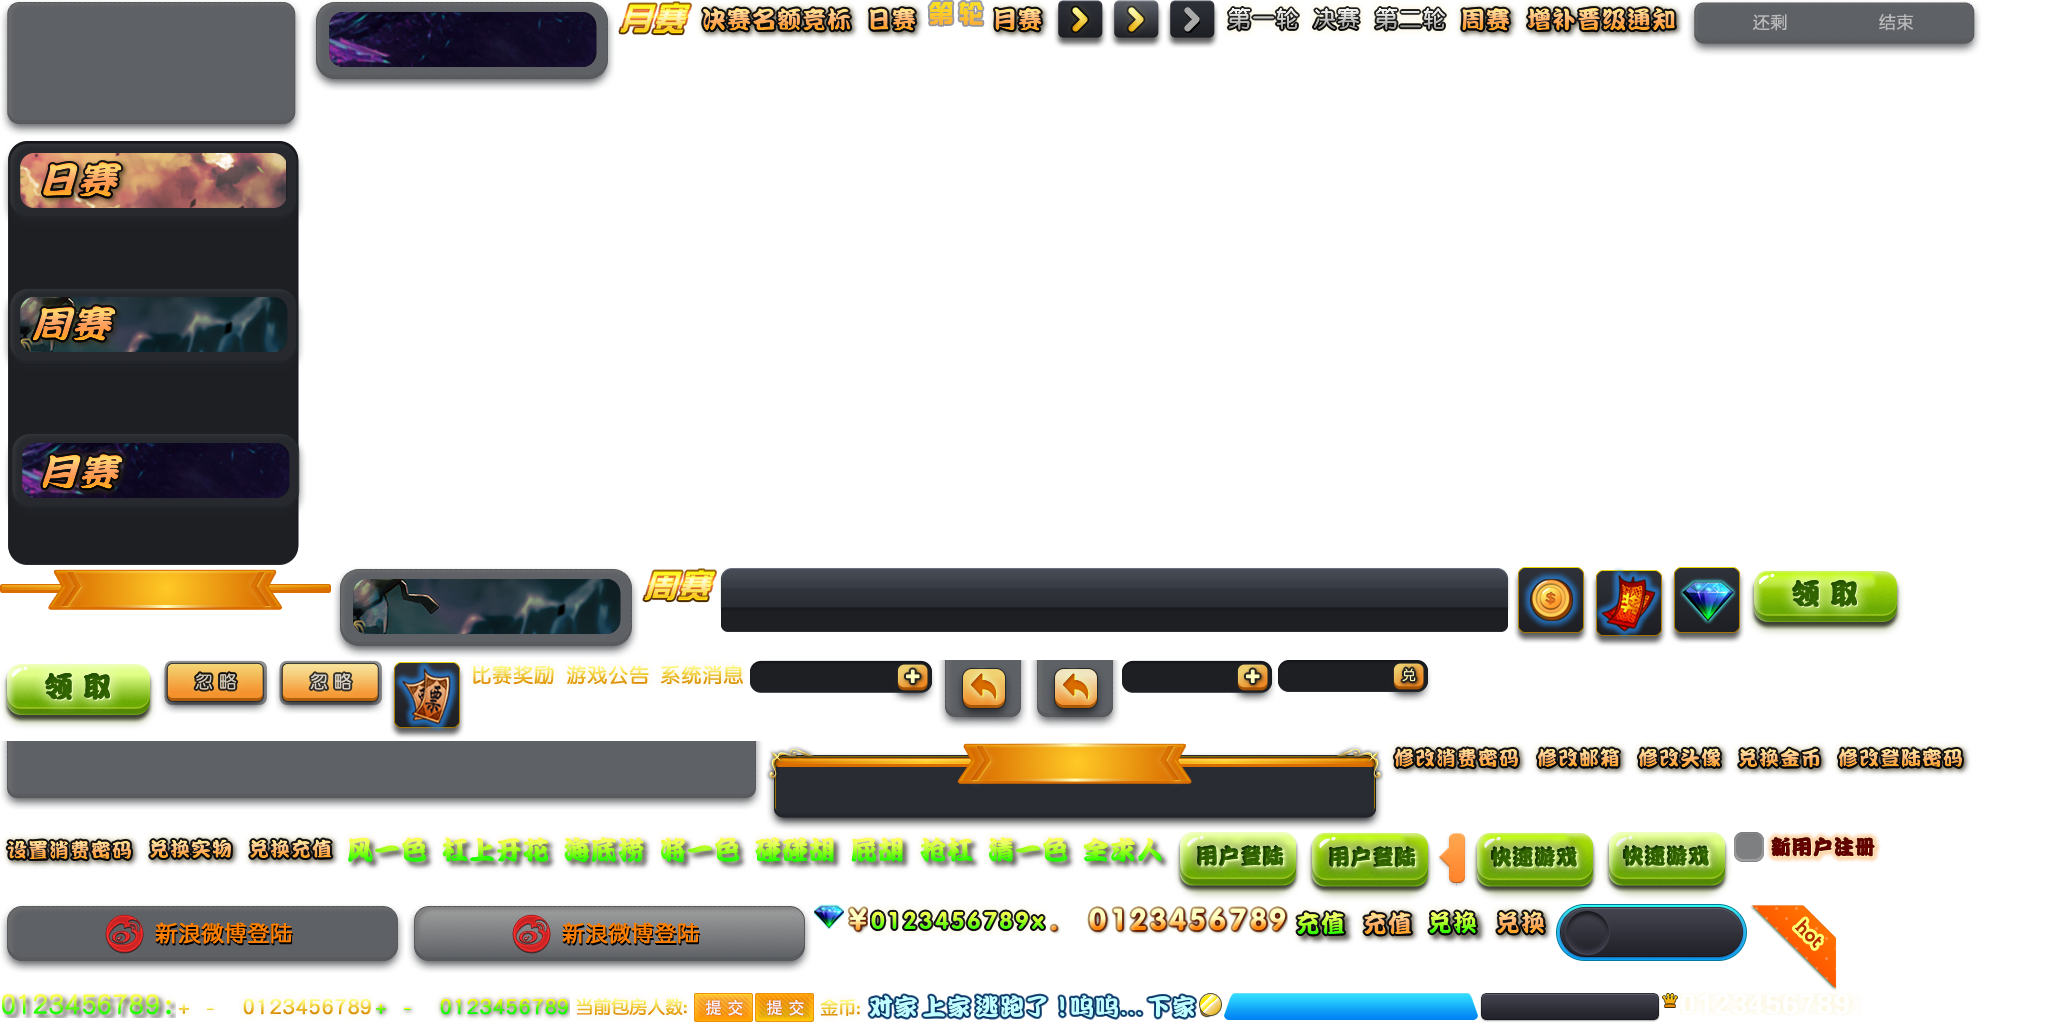 月赛 决赛名额竞标 日赛 第轮 月赛 第一轮 决赛 第二轮 周赛 增补晋级通知 还剩 结束
日赛
周赛
月赛
周赛 领取
领取 忽略 忽略 票 比赛奖励 游戏公告 系统消息 兑
修改消费密码 修改邮箱 修改头像 兑换金币 修改登陆密码
设置消费密码 兑换实物 兑换充值 风一色 杠上开花 海底捞 将一色 碰碰胡 屁胡 抢杠 清一色 全求人 用户登陆 用户登陆 快速游戏 快速游戏 新用户注册
新浪微博登陆 新浪微博登陆 ¥0123456789x. 0123456789 充值 充值 兑换 兑换 hot
0123456789:+ - 0123456789+ - 0123456789 当前包房人数: 提交 提交 金币: 对家上家逃跑了!呜呜...下家 0123456789